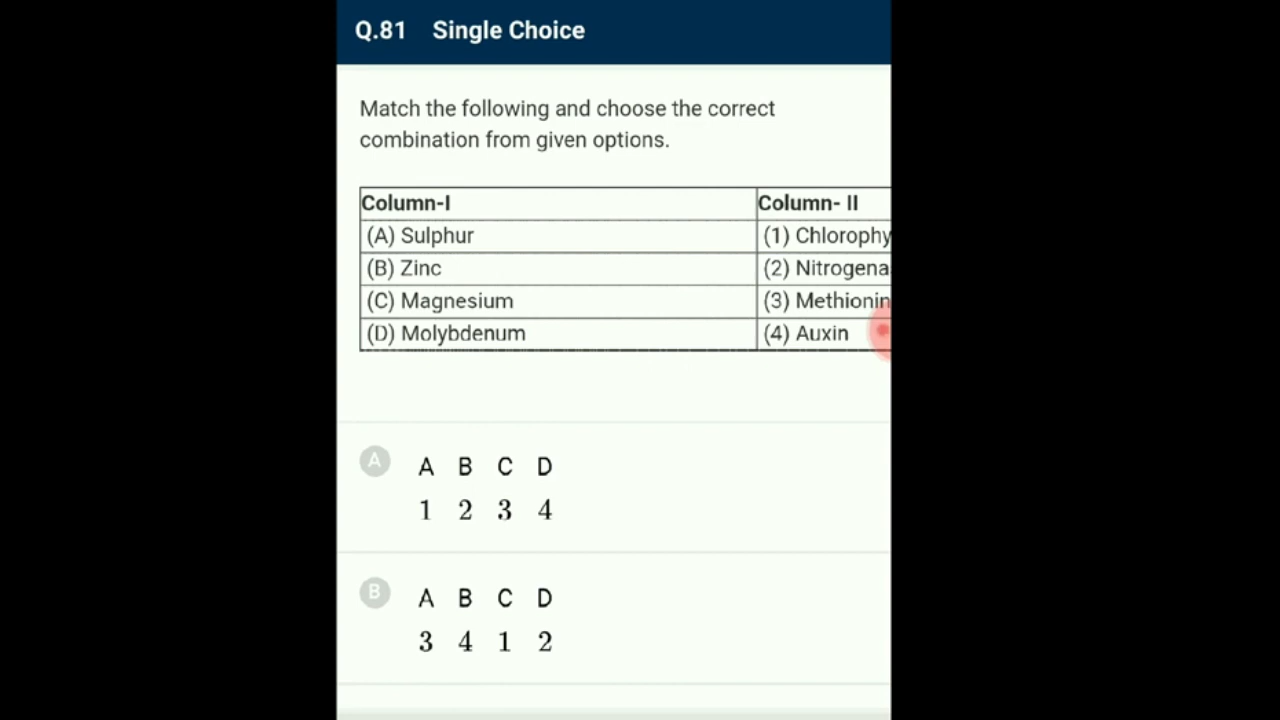 Q.81 Single Choice
Match the following and choose the correct
combination from given options.
Column-I Column- II
(A) Sulphur (1) Chlorophy
(B) Zinc (2) Nitrogena
(C) Magnesium (3) Methionin
(D) Molybdenum (4) Auxin
A
A B C D
1 2 3 4
B
A B C D
3 4 1 2